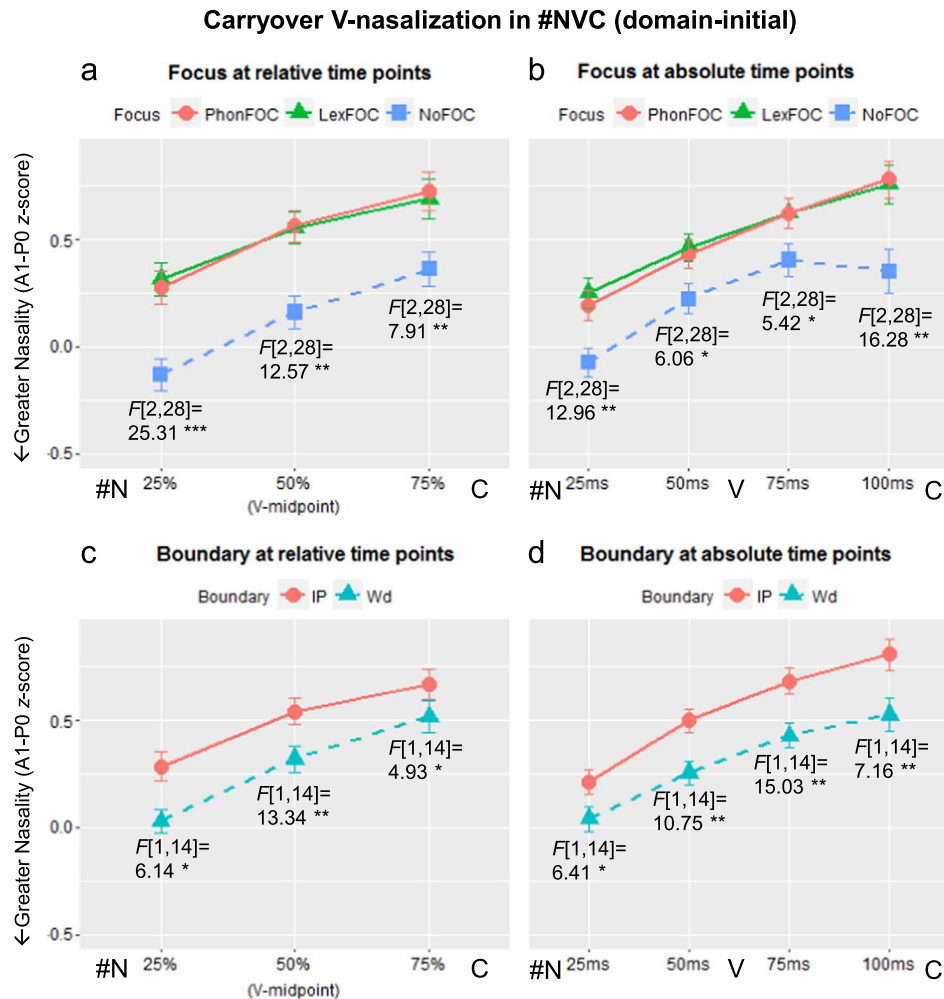 Carryover V-nasalization in #NVC (domain-initial)
a Focus at relative time points
Focus PhonFOC LexFOC NoFOC
←Greater Nasality (A1-P0 z-score)
0.5
0.0
-0.5
F[2,28]=
25.31 ***
F[2,28]=
12.57 **
F[2,28]=
7.91 **
#N 25% 50% 75% C
(V-midpoint)
b Focus at absolute time points
Focus PhonFOC LexFOC NoFOC
F[2,28]=
12.96 **
F[2,28]=
6.06 *
F[2,28]=
5.42 *
F[2,28]=
16.28 **
#N 25ms 50ms V 75ms 100ms C
c Boundary at relative time points
Boundary IP Wd
←Greater Nasality (A1-P0 z-score)
0.5
0.0
-0.5
F[1,14]=
6.14 *
F[1,14]=
13.34 **
F[1,14]=
4.93 *
#N 25% 50% 75% C
(V-midpoint)
d Boundary at absolute time points
Boundary IP Wd
F[1,14]=
6.41 *
F[1,14]=
10.75 **
F[1,14]=
15.03 **
F[1,14]=
7.16 **
#N 25ms 50ms V 75ms 100ms C